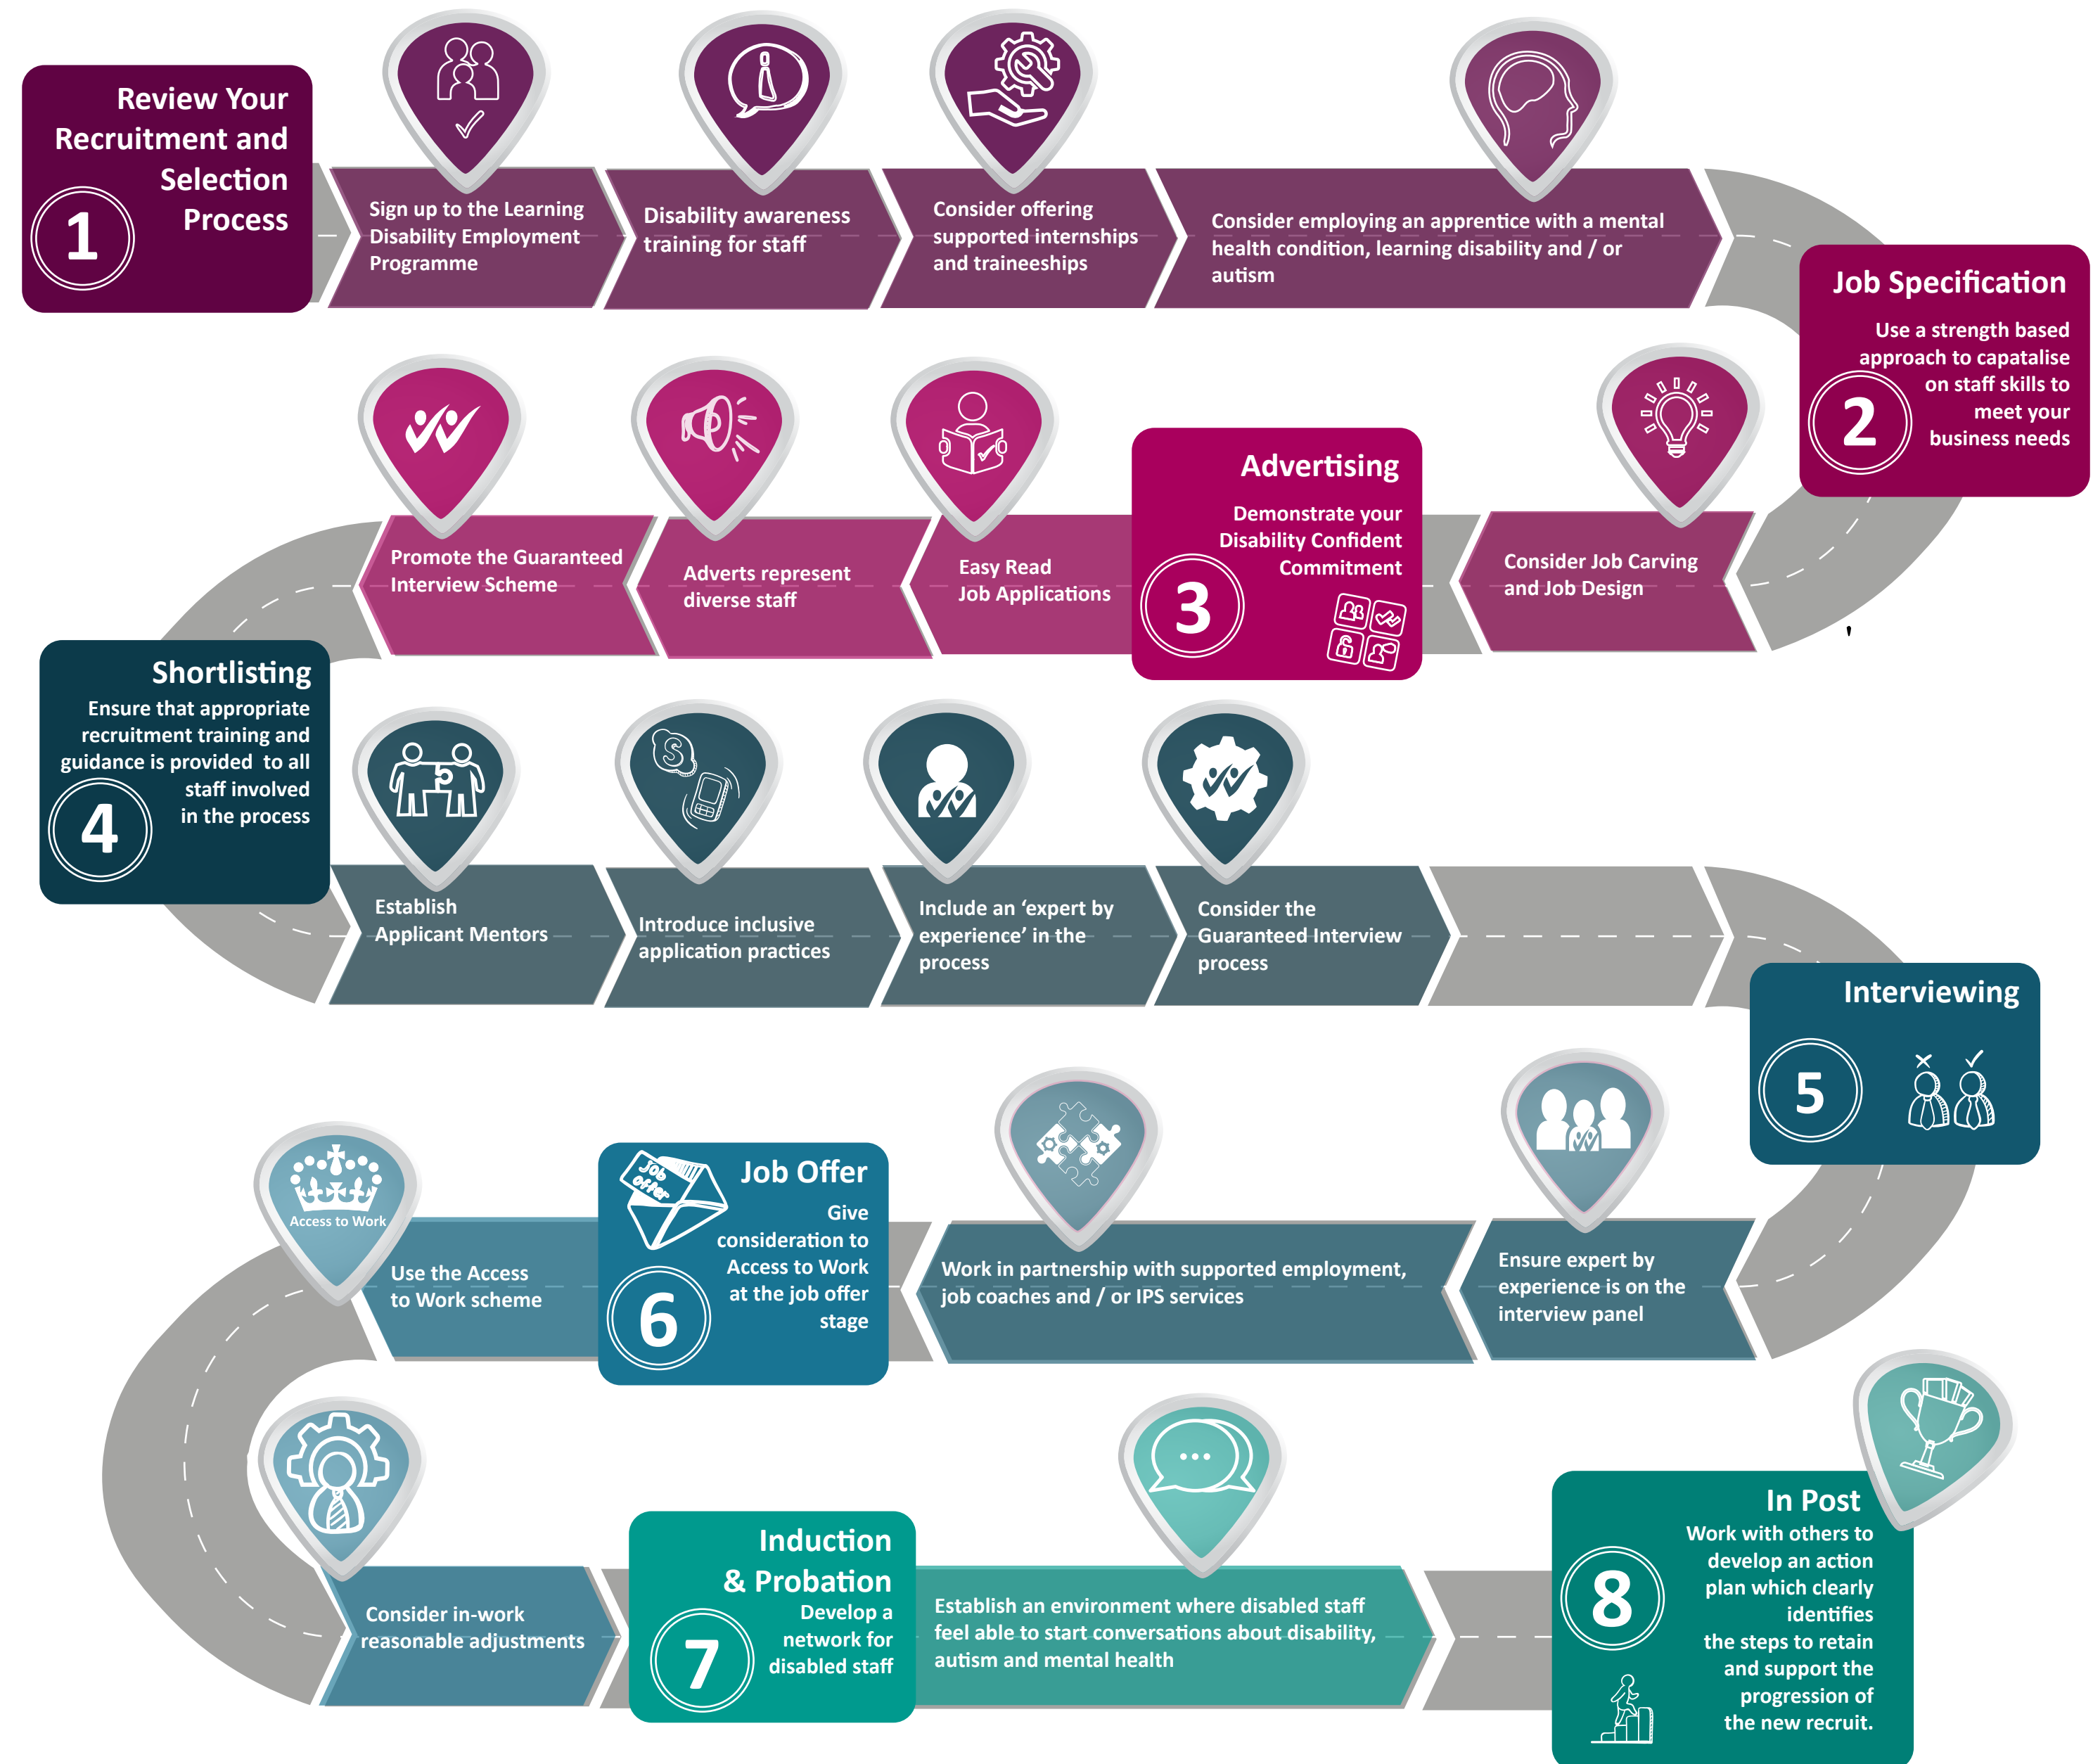 Review Your
Recruitment and
Selection
Process
1
Sign up to the Learning
Disability Employment
Programme
Disability awareness
training for staff
Consider offering
supported internships
and traineeships
Consider employing an apprentice with a mental
health condition, learning disability and / or
autism
Job Specification
Use a strength based
approach to capatalise
on staff skills to
meet your
business needs
2
Consider Job Carving
and Job Design
Advertising
Demonstrate your
Disability Confident
Commitment
3
Easy Read
Job Applications
Adverts represent
diverse staff
Promote the Guaranteed
Interview Scheme
Shortlisting
Ensure that appropriate
recruitment training and
guidance is provided to all
staff involved
in the process
4
Establish
Applicant Mentors
S
Introduce inclusive
application practices
Include an ‘expert by
experience’ in the
process
Consider the
Guaranteed Interview
process
Interviewing
5
Ensure expert by
experience is on the
interview panel
Work in partnership with supported employment,
job coaches and / or IPS services
Job Offer
Job
Offer
Give
consideration to
Access to Work
at the job offer
stage
6
Access to Work
Use the Access
to Work scheme
Consider in-work
reasonable adjustments
Induction
& Probation
Develop a
network for
disabled staff
7
Establish an environment where disabled staff
feel able to start conversations about disability,
autism and mental health
In Post
Work with others to
develop an action
plan which clearly
identifies
the steps to retain
and support the
progression of
the new recruit.
8